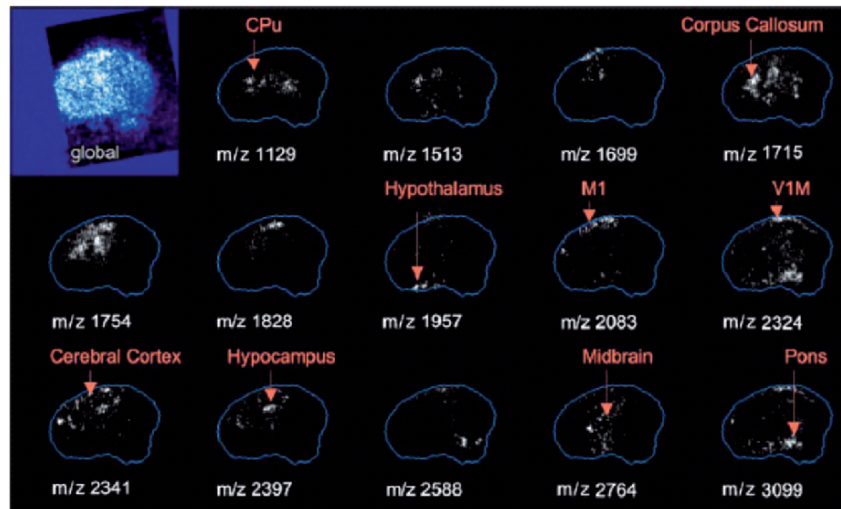 CPu
Corpus Callosum
global
m/z 1129
m/z 1513
m/z 1699
m/z 1715
Hypothalamus
M1
V1M
m/z 1754
m/z 1828
m/z 1957
m/z 2083
m/z 2324
Cerebral Cortex
Hypocampus
Midbrain
Pons
m/z 2341
m/z 2397
m/z 2588
m/z 2764
m/z 3099